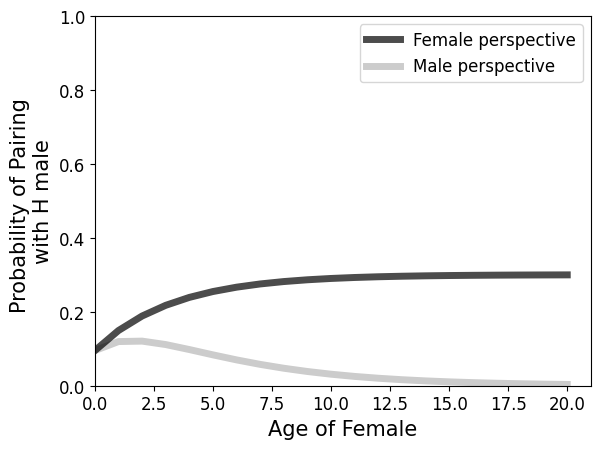 Female perspective
Male perspective
Probability of Pairing
with H male
1.0
0.8
0.6
0.4
0.2
0.0
0.0 2.5 5.0 7.5 10.0 12.5 15.0 17.5 20.0
Age of Female